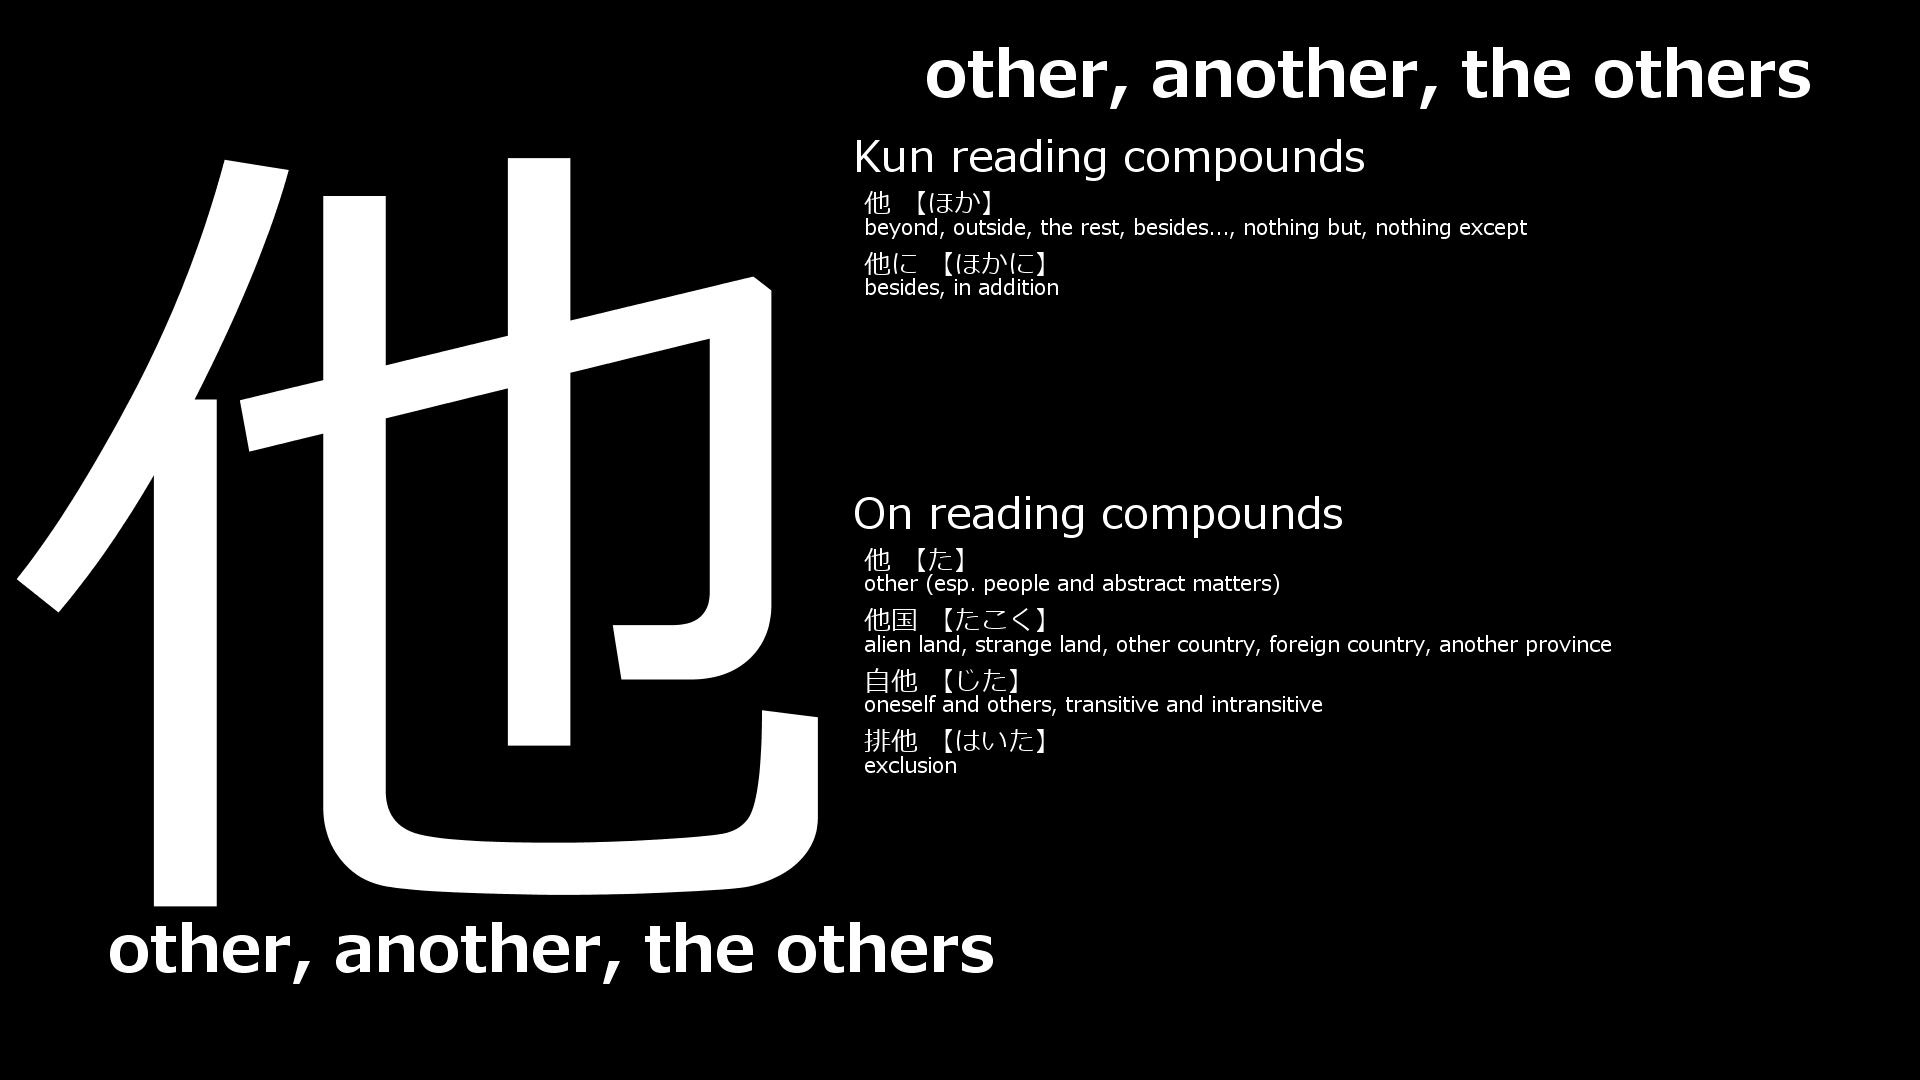 他
other, another, the others
other, another, the others
Kun reading compounds
他 【ほか】
beyond, outside, the rest, besides..., nothing but, nothing except
他に 【ほかに】
besides, in addition
On reading compounds
他 【た】
other (esp. people and abstract matters)
他国 【たこく】
alien land, strange land, other country, foreign country, another province
自他 【じた】
oneself and others, transitive and intransitive
排他 【はいた】
exclusion